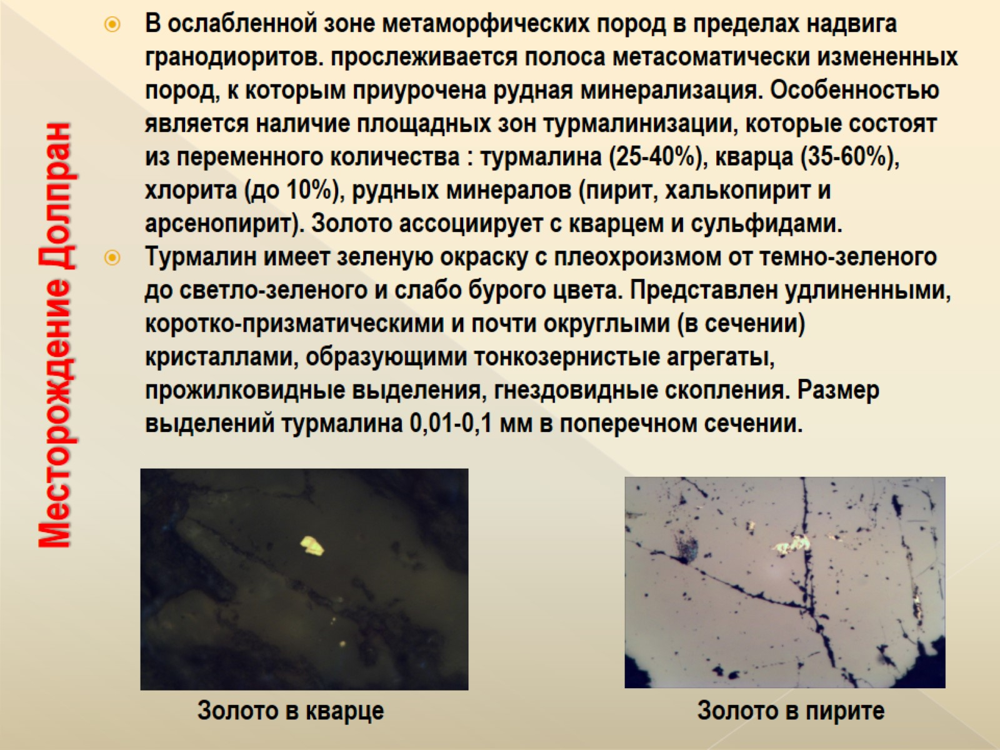 Месторождение Долпран
В ослабленной зоне метаморфических пород в пределах надвига
гранодиоритов. прослеживается полоса метасоматически измененных
пород, к которым приурочена рудная минерализация. Особенностью
является наличие площадных зон турмалинизации, которые состоят
из переменного количества : турмалина (25-40%), кварца (35-60%),
хлорита (до 10%), рудных минералов (пирит, халькопирит и
арсенопирит). Золото ассоциирует с кварцем и сульфидами.
Турмалин имеет зеленую окраску с плеохроизмом от темно-зеленого
до светло-зеленого и слабо бурого цвета. Представлен удлиненными,
коротко-призматическими и почти округлыми (в сечении)
кристаллами, образующими тонкозернистые агрегаты,
прожилковидные выделения, гнездовидные скопления. Размер
выделений турмалина 0,01-0,1 мм в поперечном сечении.
Золото в кварце
Золото в пирите